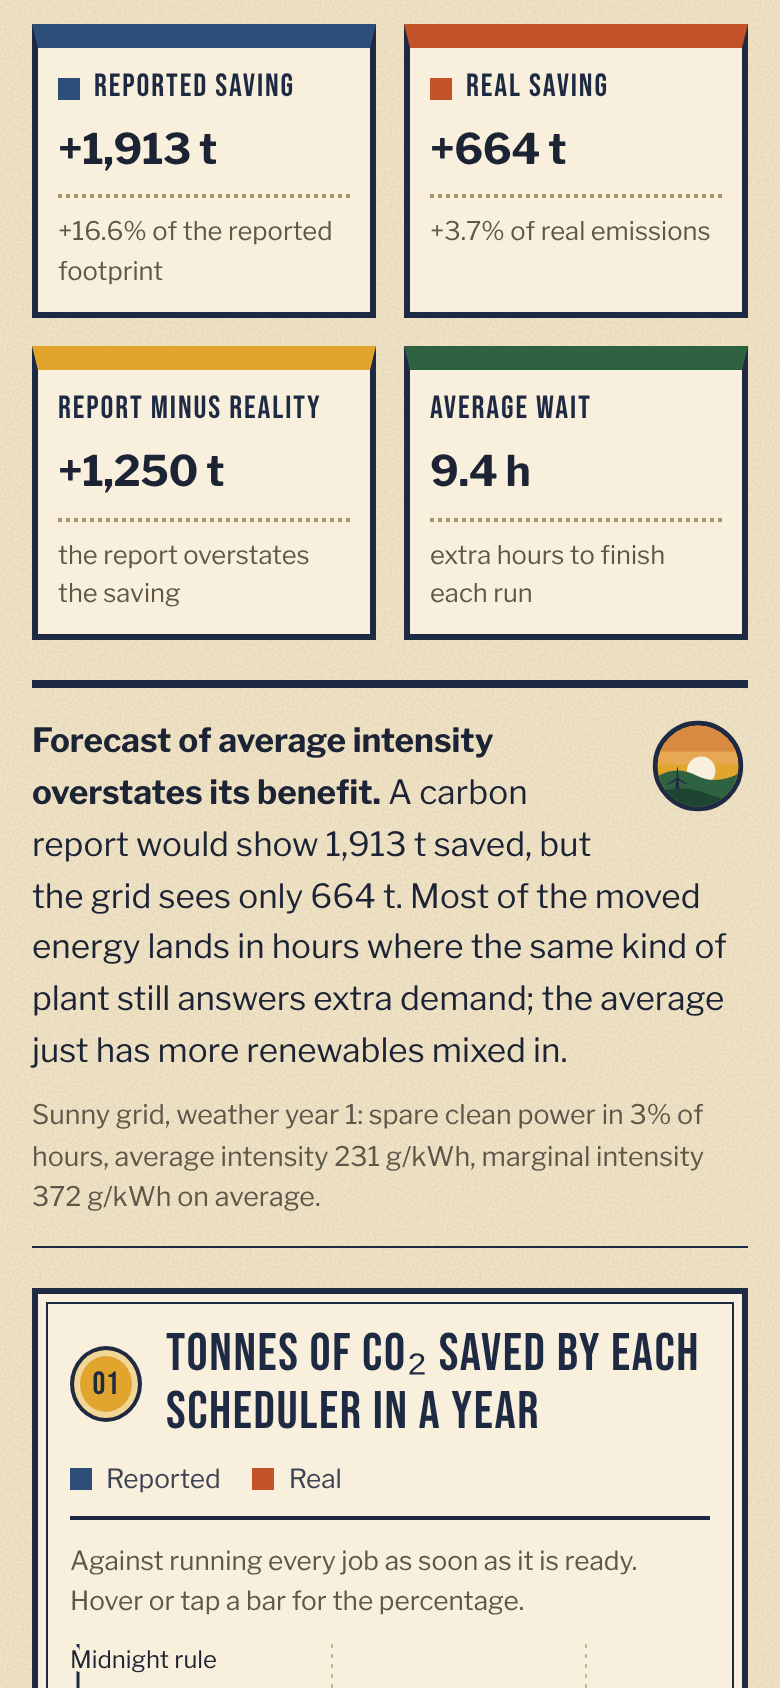 REPORTED SAVING
+1,913 t
+16.6% of the reported
footprint
REAL SAVING
+664 t
+3.7% of real emissions
REPORT MINUS REALITY
+1,250 t
the report overstates
the saving
AVERAGE WAIT
9.4 h
extra hours to finish
each run
Forecast of average intensity
overstates its benefit. A carbon
report would show 1,913 t saved, but
the grid sees only 664 t. Most of the moved
energy lands in hours where the same kind of
plant still answers extra demand; the average
just has more renewables mixed in.
Sunny grid, weather year 1: spare clean power in 3% of
hours, average intensity 231 g/kWh, marginal intensity
372 g/kWh on average.
01
TONNES OF CO₂ SAVED BY EACH
SCHEDULER IN A YEAR
Reported Real
Against running every job as soon as it is ready.
Hover or tap a bar for the percentage.
Midnight rule